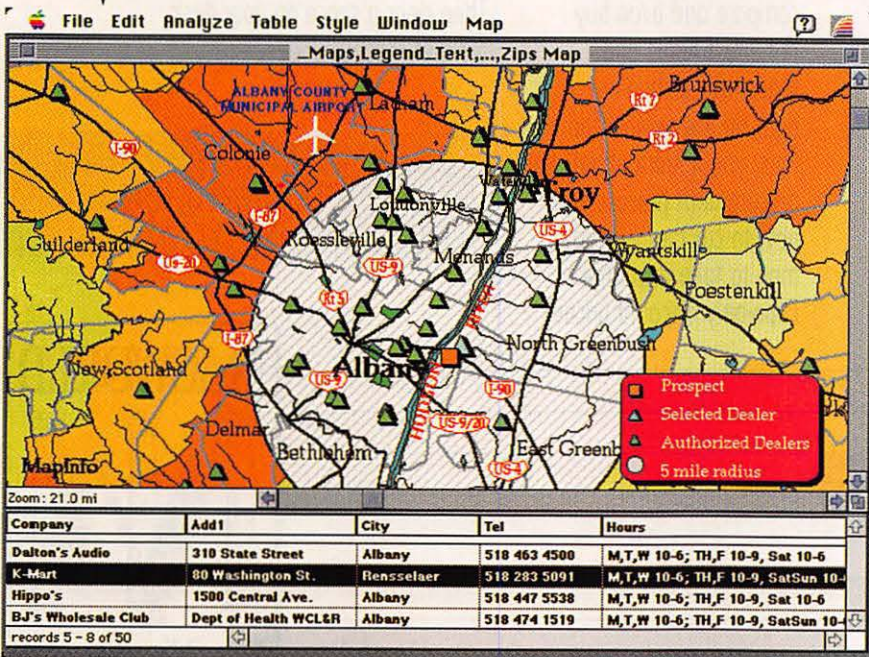 File Edit Analyze Table Style Window Map
_Maps,Legend_Text,...,Zips Map
ALBANY COUNTY
MUNICIPAL AIRPORT
Latham
Brunswick
Rt 7
Rt 2
I-90
Colonie
Troy
Loudonville
I-87
US-4
Guilderland
Roessleville
US-20
US-9
Menands
Wyantskill
Poestenkill
Rt 5
HUDSON RIVER
I-87
North Greenbush
Albany
New Scotland
US-9
I-90
Delmar
US-9/20
Bethlehem
East Greenb
US-4
MapInfo
Prospect
Selected Dealer
Authorized Dealers
5 mile radius
Zoom: 21.0 mi
Company Add1 City Tel Hours
Dalton's Audio 310 State Street Albany 518 463 4500 M,T,W 10-6; TH,F 10-9, Sat 10-6
K-Mart 80 Washington St. Rensselaer 518 283 5091 M,T,W 10-6; TH,F 10-9, SatSun 10-
Hippo's 1500 Central Ave. Albany 518 447 5538 M,T,W 10-6; TH,F 10-9, Sat 10-6
BJ's Wholesale Club Dept of Health WCL&R Albany 518 474 1519 M,T,W 10-6; TH,F 10-9, SatSun 10-
records 5 - 8 of 50